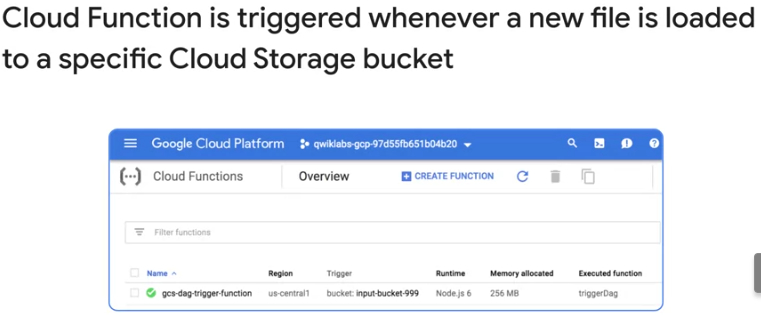 Cloud Function is triggered whenever a new file is loaded
to a specific Cloud Storage bucket
Google Cloud Platform qwiklabs-gcp-97d55fb651b04b20
Cloud Functions Overview CREATE FUNCTION
Filter functions
Name Region Trigger Runtime Memory allocated Executed function
gcs-dag-trigger-function us-central1 bucket: input-bucket-999 Node.js 6 256 MB triggerDag